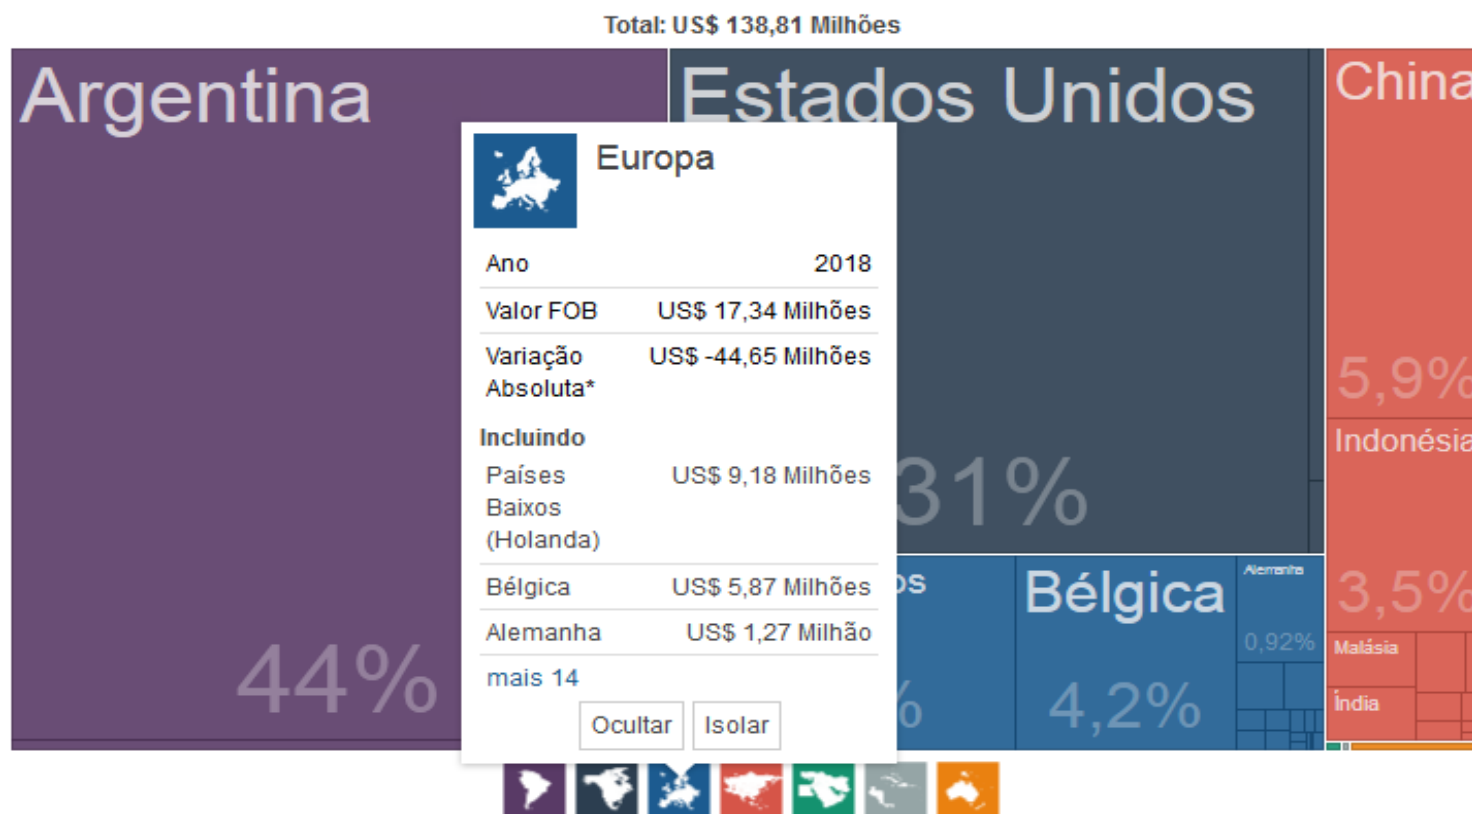 Total: US$ 138,81 Milhões
Argentina
44%
Estados Unidos
31%
China
5,9%
Indonésia
3,5%
Malásia
Índia
Bélgica
4,2%
Alemanha
0,92%
os
%
Europa
Ano 2018
Valor FOB US$ 17,34 Milhões
Variação US$ -44,65 Milhões
Absoluta*
Incluindo
Países US$ 9,18 Milhões
Baixos
(Holanda)
Bélgica US$ 5,87 Milhões
Alemanha US$ 1,27 Milhão
mais 14
Ocultar Isolar